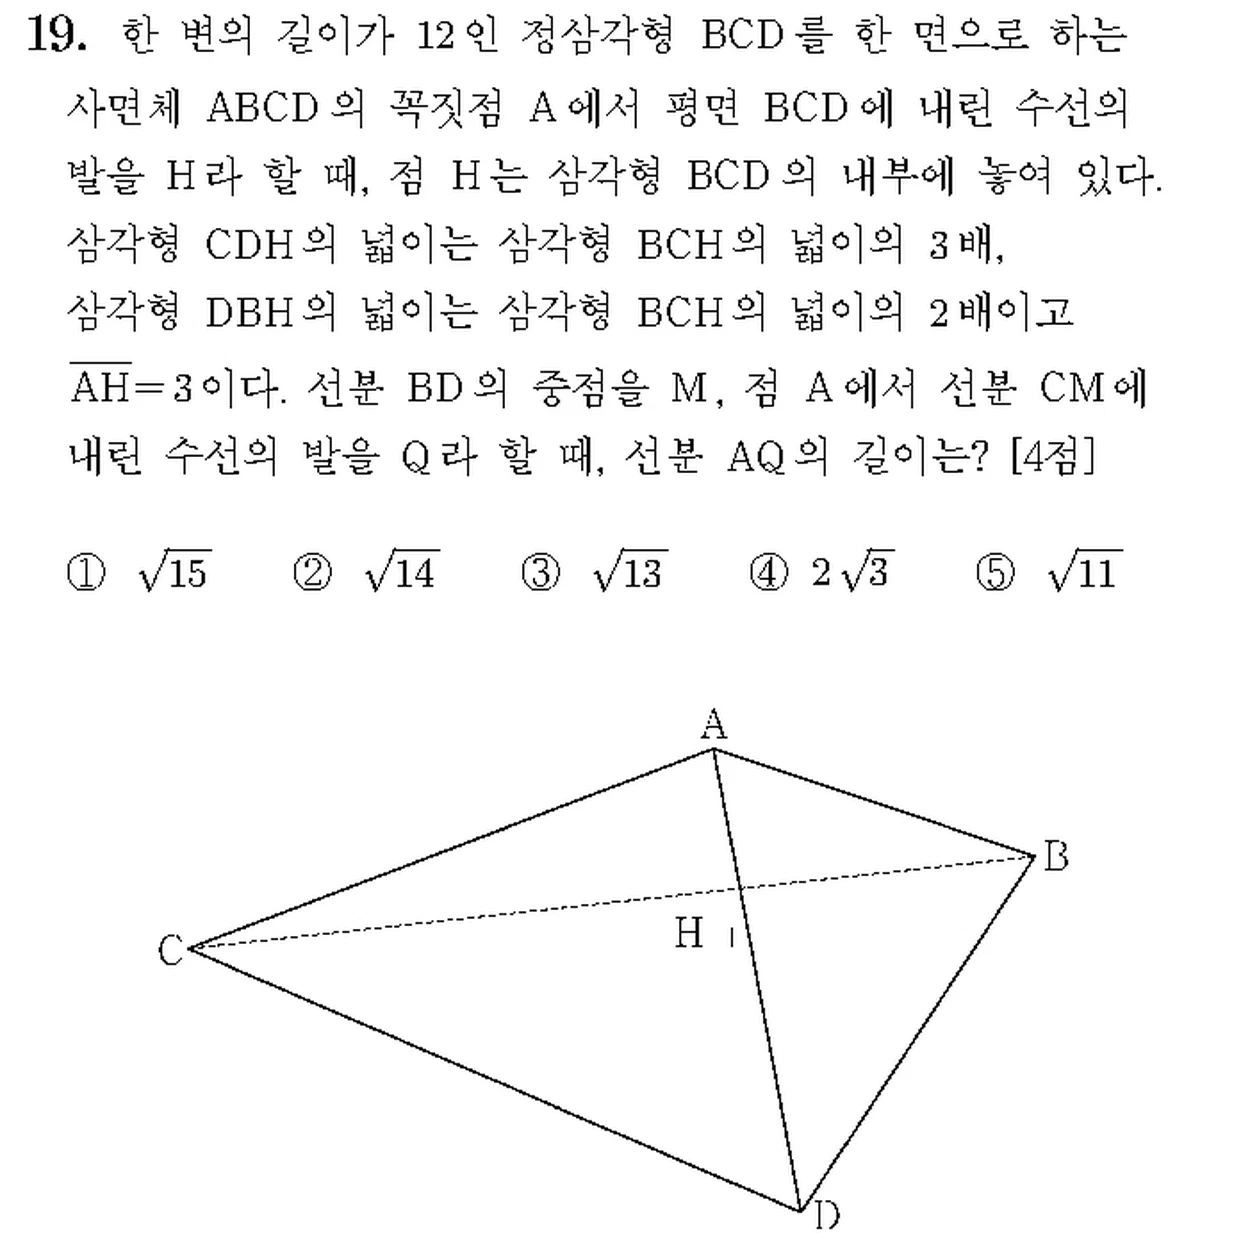 19. 한 변의 길이가 12인 정삼각형 BCD를 한 면으로 하는
사면체 ABCD의 꼭짓점 A에서 평면 BCD에 내린 수선의
발을 H라 할 때, 점 H는 삼각형 BCD의 내부에 놓여 있다.
삼각형 CDH의 넓이는 삼각형 BCH의 넓이의 3배,
삼각형 DBH의 넓이는 삼각형 BCH의 넓이의 2배이고
\overline{AH}=3이다. 선분 BD의 중점을 M, 점 A에서 선분 CM에
내린 수선의 발을 Q라 할 때, 선분 AQ의 길이는? [4점]
① √15 ② √14 ③ √13 ④ 2√3 ⑤ √11
A
B
H
C
D